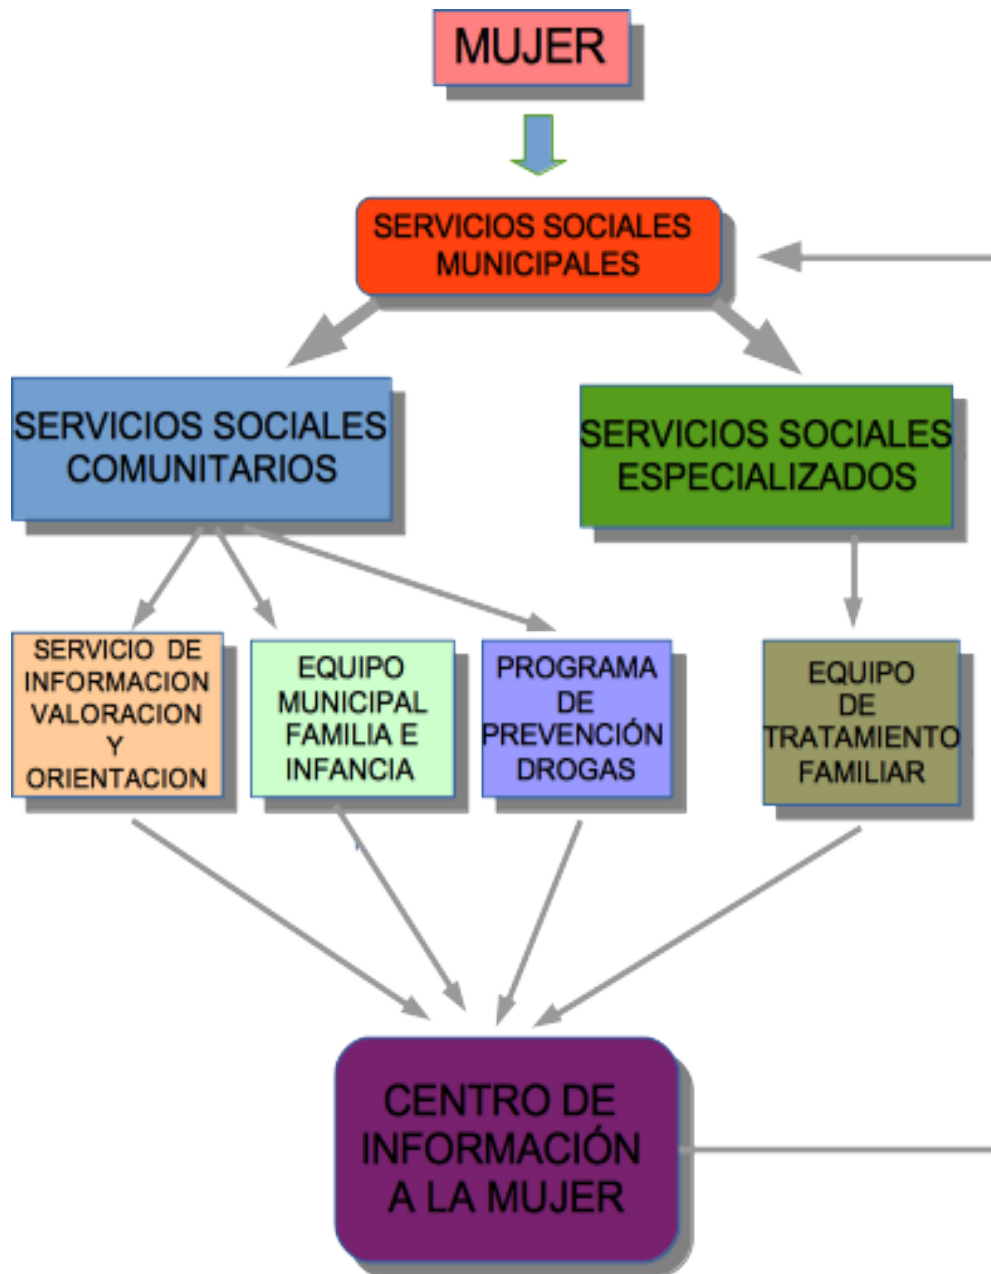 MUJER
SERVICIOS SOCIALES
MUNICIPALES
SERVICIOS SOCIALES
COMUNITARIOS
SERVICIOS SOCIALES
ESPECIALIZADOS
SERVICIO DE
INFORMACION
VALORACION
Y
ORIENTACION
EQUIPO
MUNICIPAL
FAMILIA E
INFANCIA
PROGRAMA
DE
PREVENCIÓN
DROGAS
EQUIPO
DE
TRATAMIENTO
FAMILIAR
CENTRO DE
INFORMACIÓN
A LA MUJER